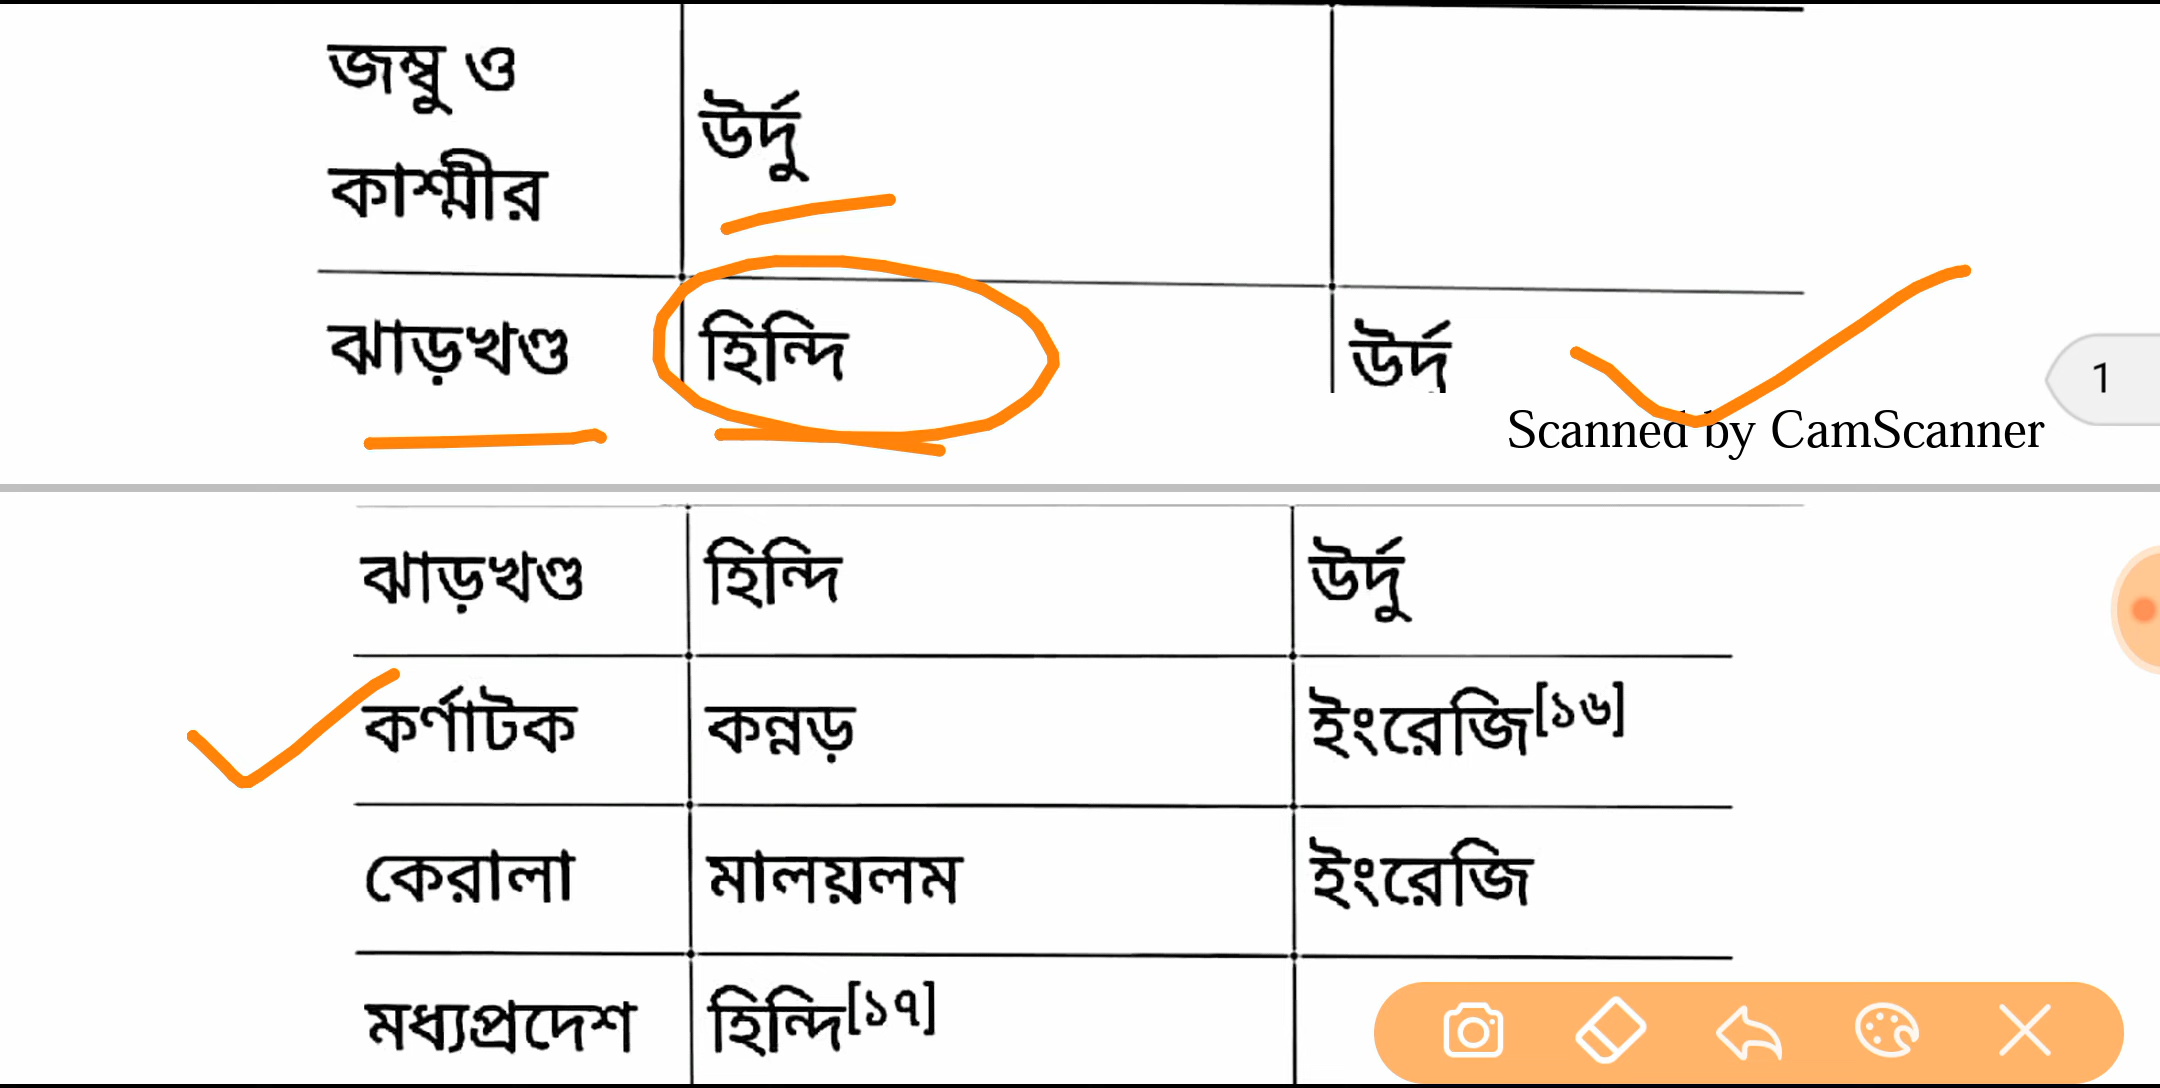 জম্বু ও
কাশ্মীর
উর্দু
ঝাড়খণ্ড হিন্দি উর্দু
1
Scanned by CamScanner
ঝাড়খণ্ড হিন্দি উর্দু
কর্ণাটক কন্নড় ইংরেজি[১৬]
কেরালা মালয়লম ইংরেজি
মধ্যপ্রদেশ হিন্দি[১৭]